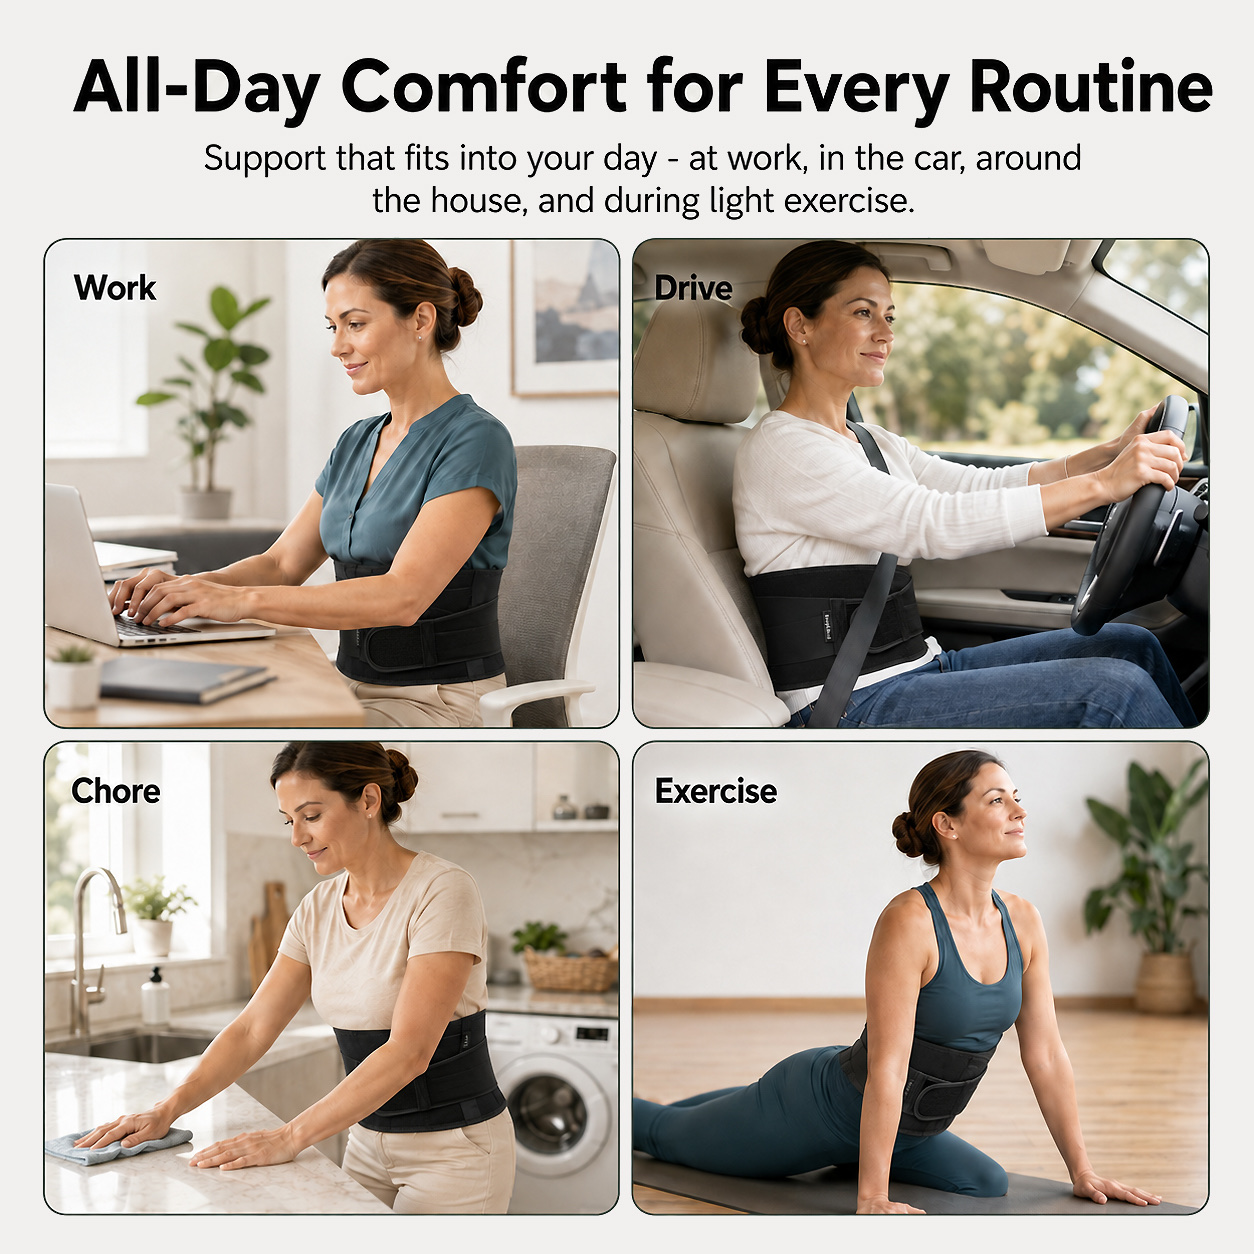 All-Day Comfort for Every Routine
Support that fits into your day - at work, in the car, around
the house, and during light exercise.
Work
Drive
Chore
Exercise